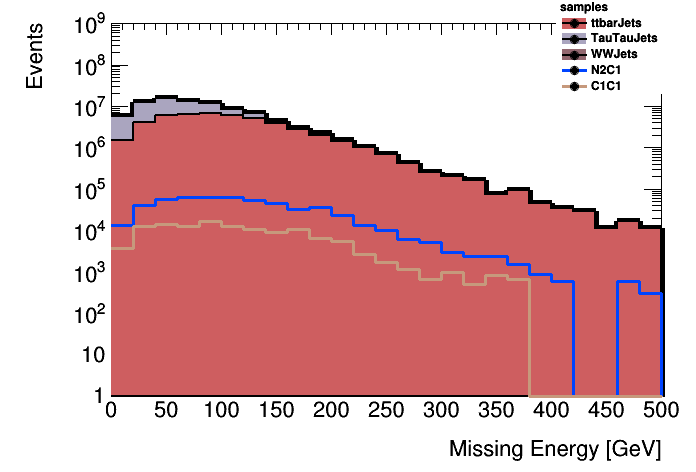 samples
ttbarJets
TauTauJets
WWJets
N2C1
C1C1
Events
10⁹
10⁸
10⁷
10⁶
10⁵
10⁴
10³
10²
10
1
0 50 100 150 200 250 300 350 400 450 500
Missing Energy [GeV]